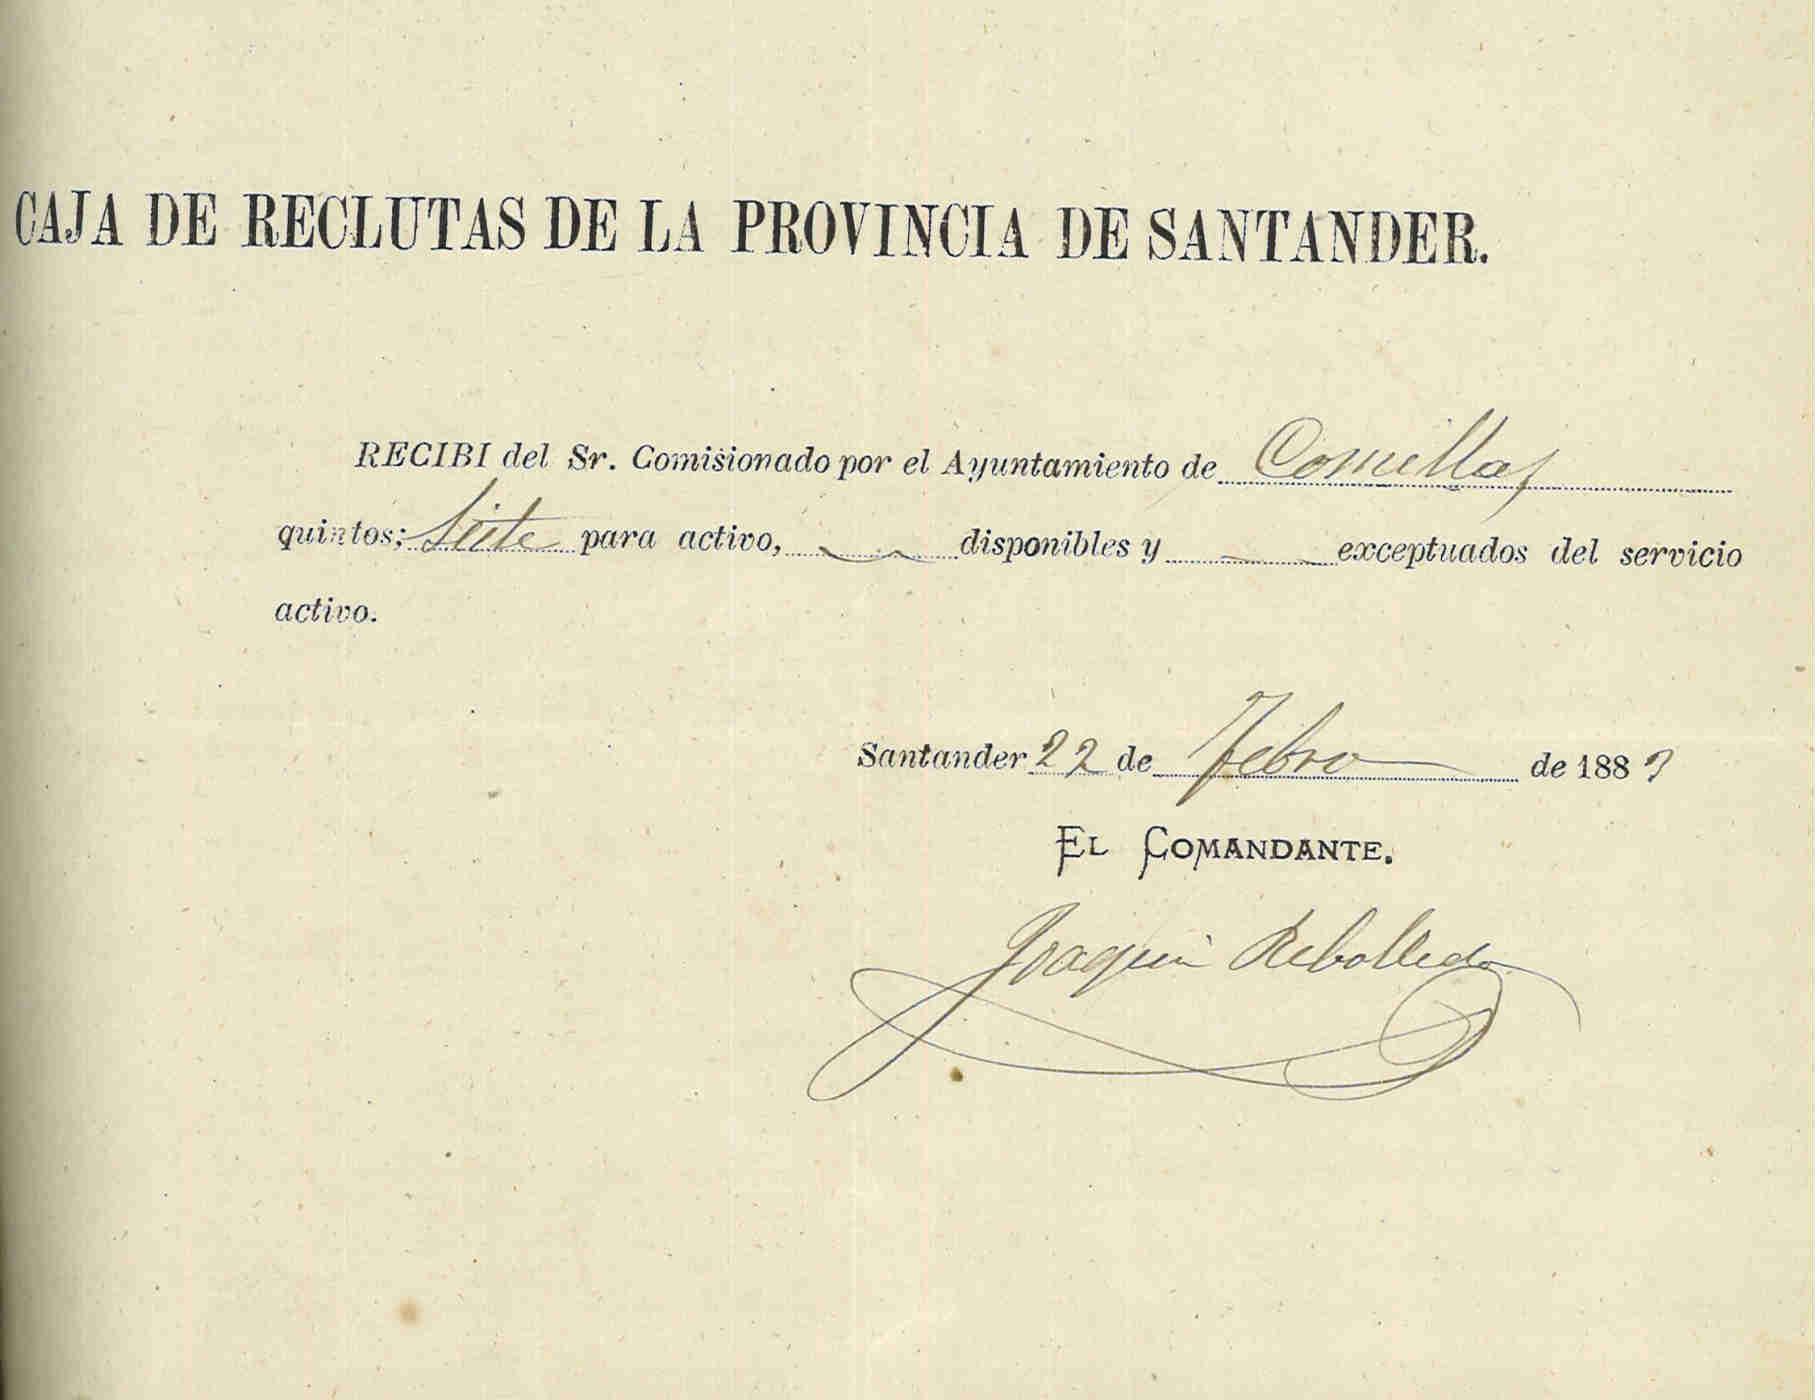 CAJA DE RECLUTAS DE LA PROVINCIA DE SANTANDER.
RECIBI del Sr. Comisionado por el Ayuntamiento de Comillas
quintos; siete para activo, disponibles y exceptuados del servicio
activo.
Santander 22 de Febro de 1883
EL COMANDANTE.
Joaquin Rebolledo